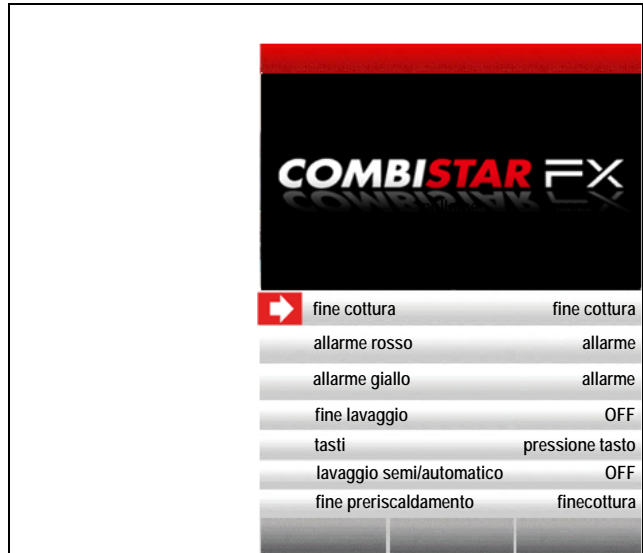 COMBISTAR FX
fine cottura fine cottura
allarme rosso allarme
allarme giallo allarme
fine lavaggio OFF
tasti pressione tasto
lavaggio semi/automatico OFF
fine preriscaldamento finecottura